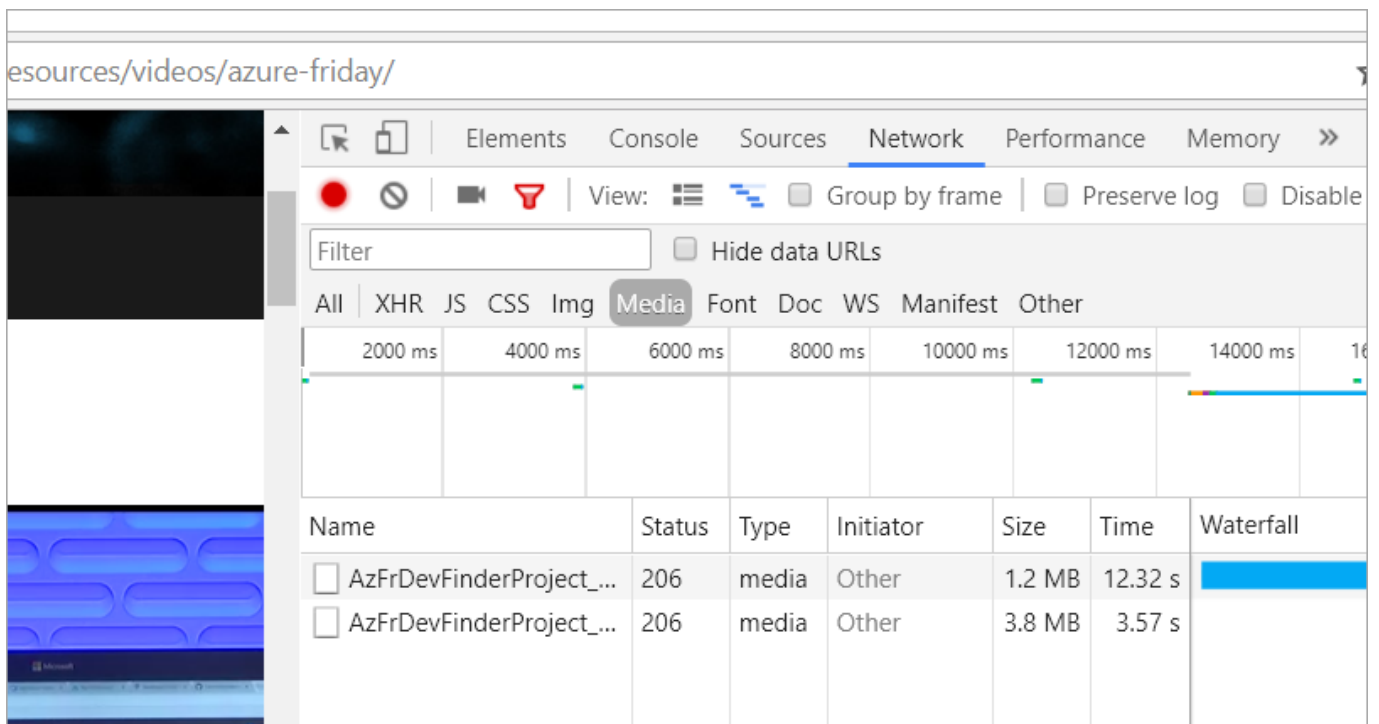 esources/videos/azure-friday/
Elements Console Sources Network Performance Memory »
View: Group by frame Preserve log Disable
Filter Hide data URLs
All XHR JS CSS Img Media Font Doc WS Manifest Other
2000 ms 4000 ms 6000 ms 8000 ms 10000 ms 12000 ms 14000 ms 16
Name Status Type Initiator Size Time Waterfall
AzFrDevFinderProject_... 206 media Other 1.2 MB 12.32 s
AzFrDevFinderProject_... 206 media Other 3.8 MB 3.57 s
Microsoft